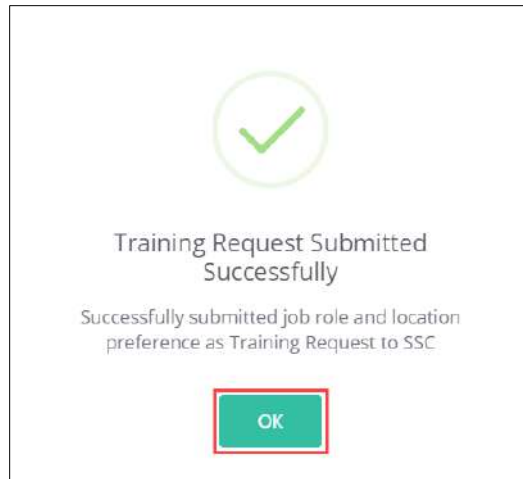 Training Request Submitted
Successfully
Successfully submitted job role and location
preference as Training Request to SSC
OK